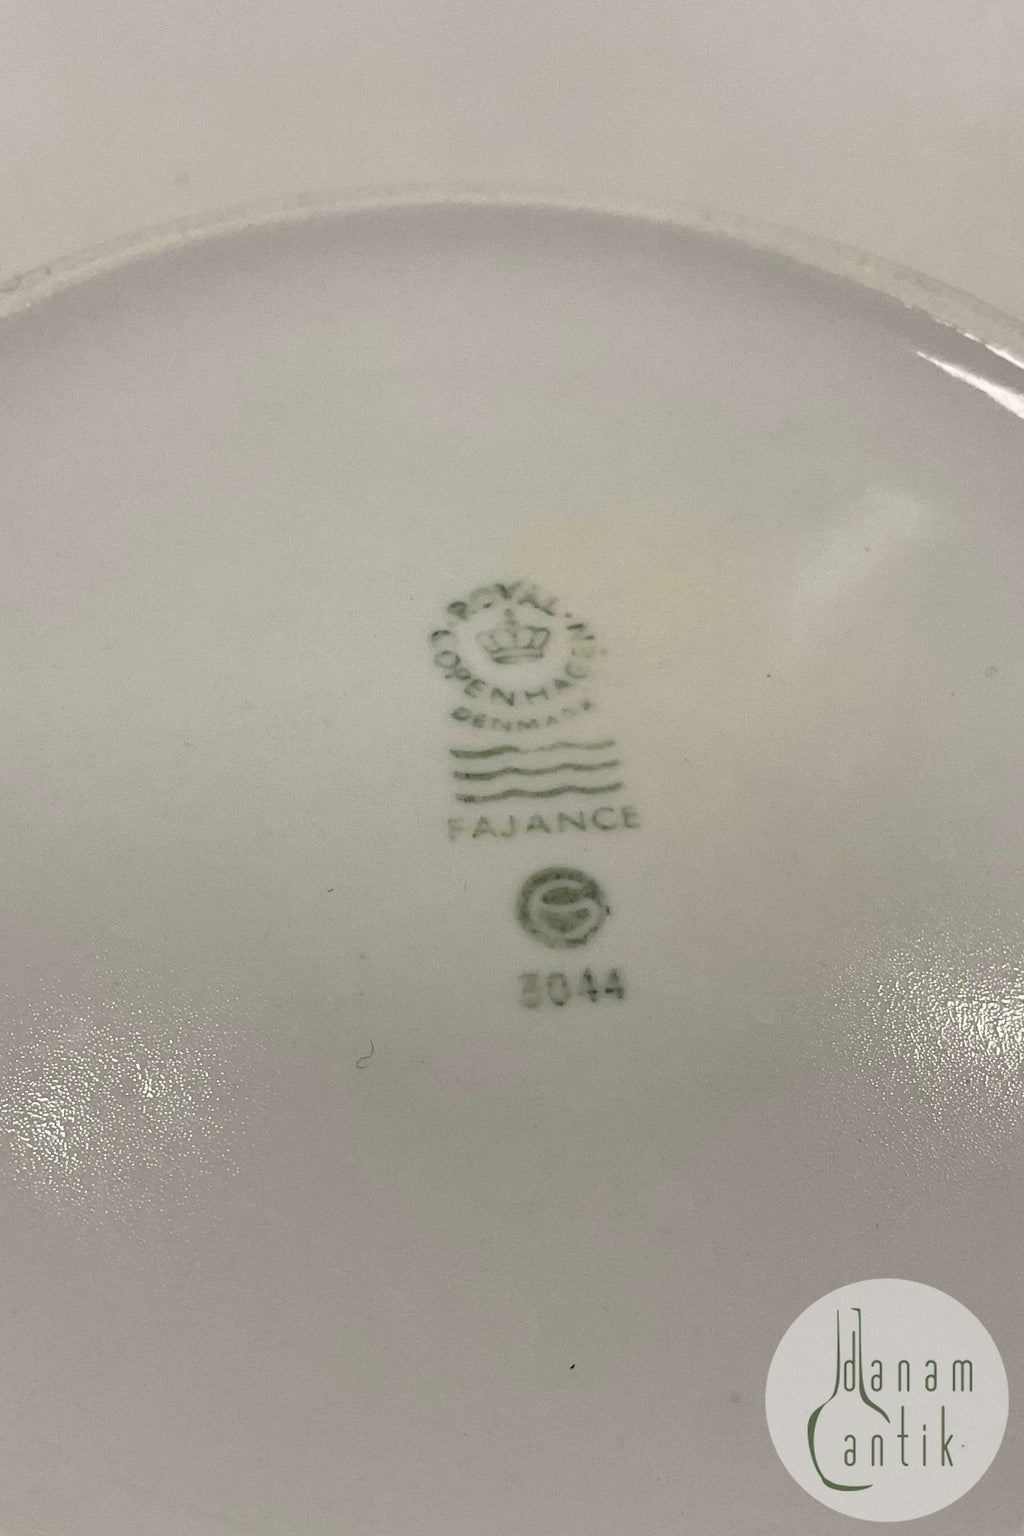 ROYAL
COPENHAGEN
DENMARK
FAJANCE
3044
danam
antik